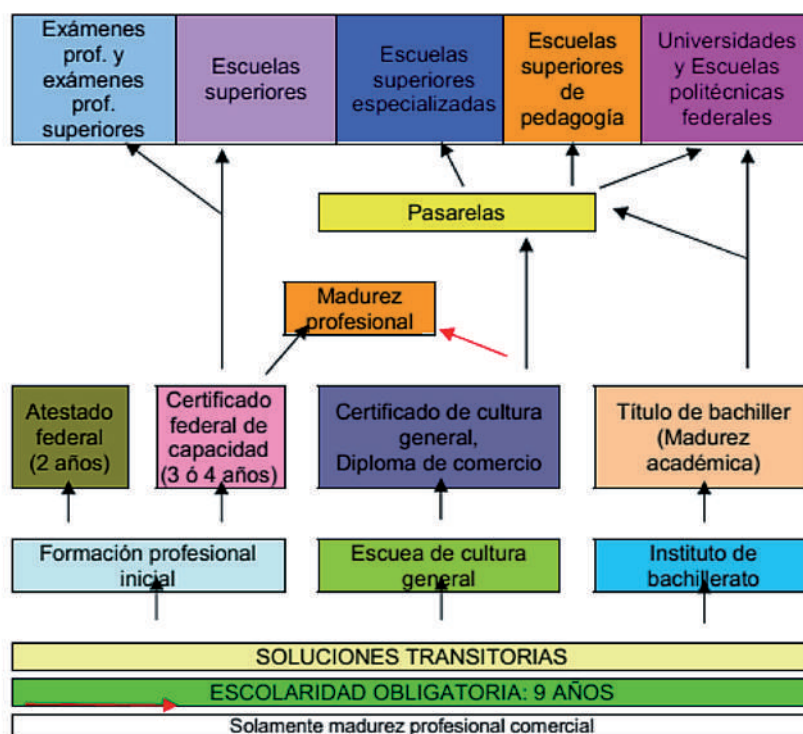 Exámenes
prof. y
exámenes
prof.
superiores
Escuelas
superiores
Escuelas
superiores
especializadas
Escuelas
superiores
de
pedagogía
Universidades
y Escuelas
politécnicas
federales
Pasarelas
Madurez
profesional
Atestado
federal
(2 años)
Certificado
federal de
capacidad
(3 ó 4 años)
Certificado de cultura
general,
Diploma de comercio
Título de bachiller
(Madurez
académica)
Formación profesional
inicial
Escuea de cultura
general
Instituto de
bachillerato
SOLUCIONES TRANSITORIAS
ESCOLARIDAD OBLIGATORIA: 9 AÑOS
Solamente madurez profesional comercial